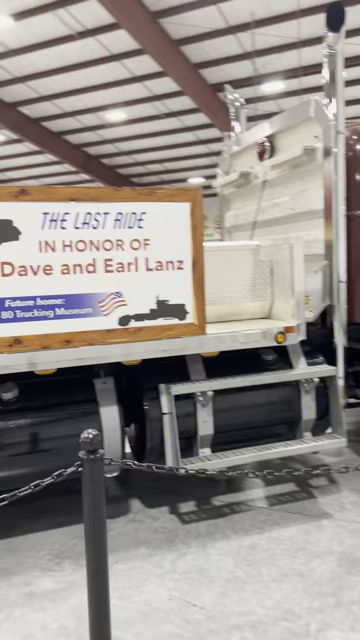 THE LAST RIDE
IN HONOR OF
Dave and Earl Lanz
Future home:
80 Trucking Museum